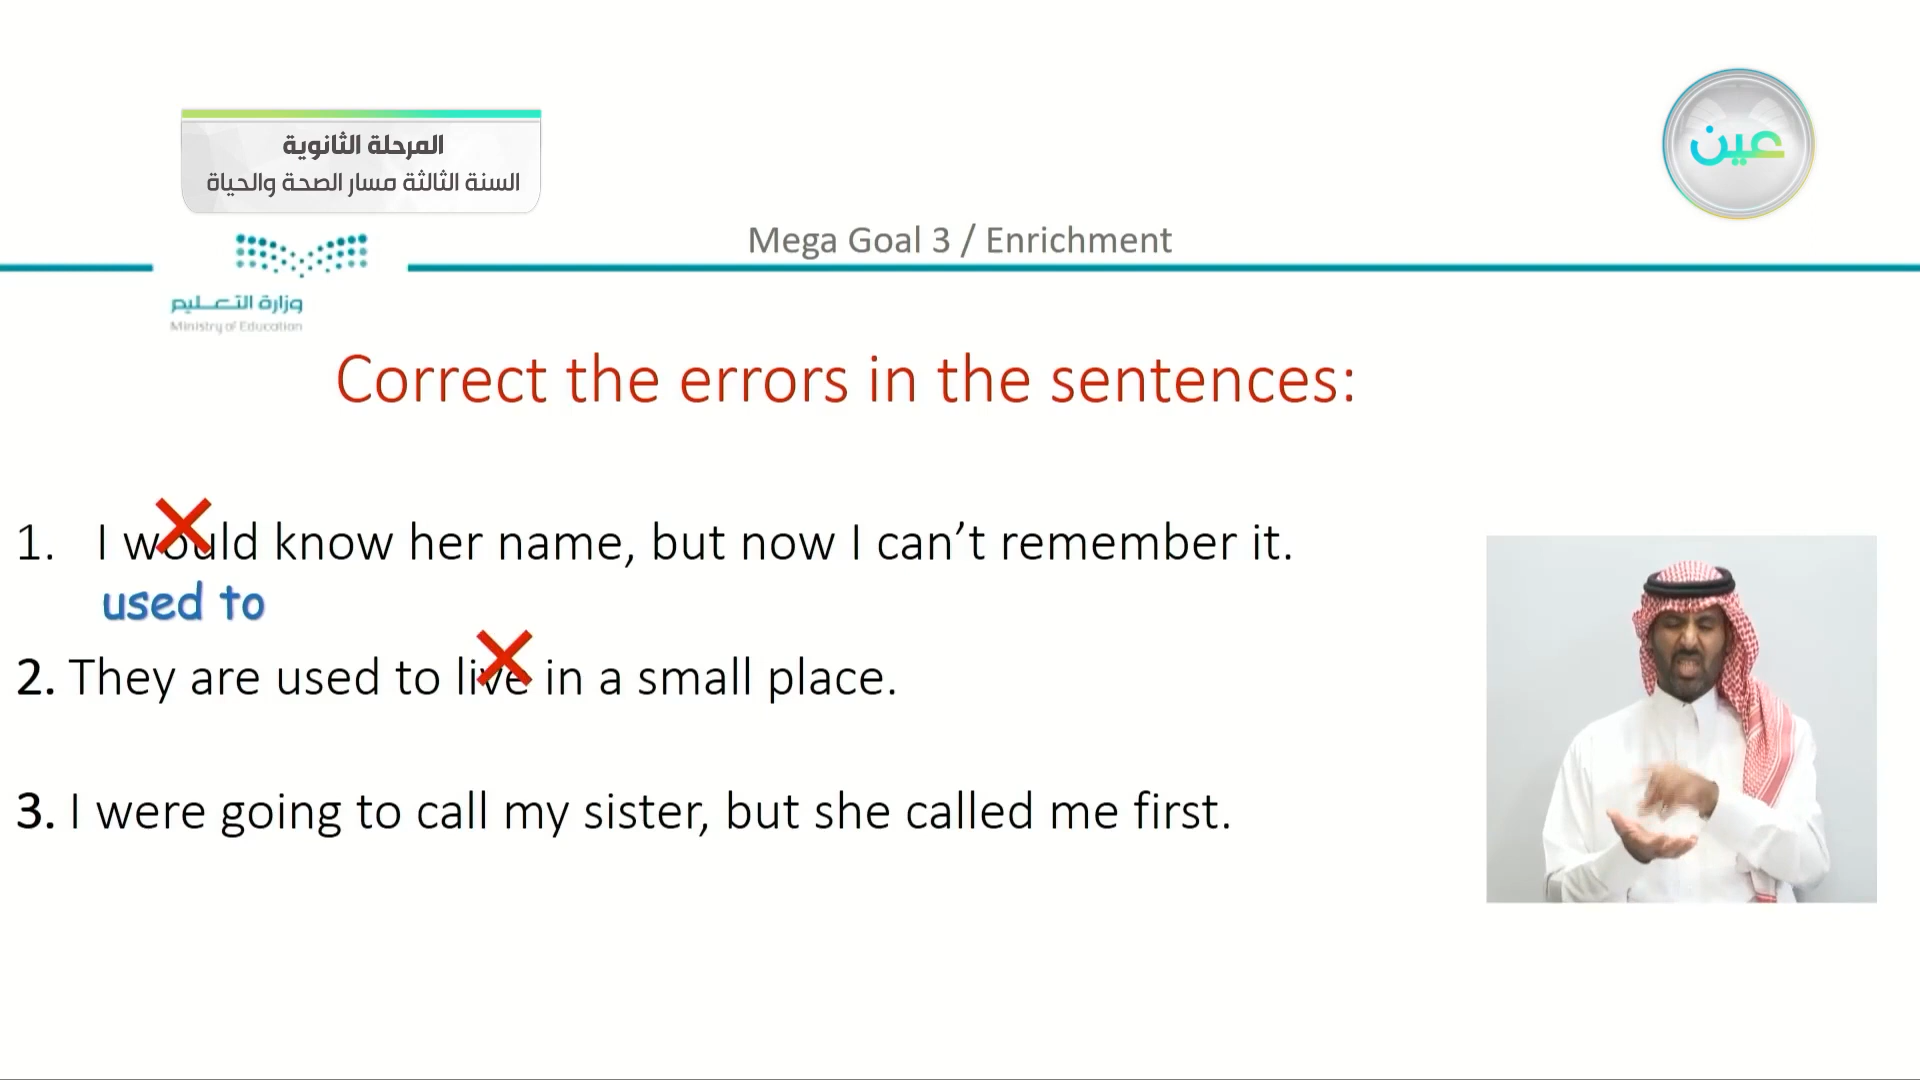 المرحلة الثانوية
السنة الثالثة مسار الصحة والحياة
عين
Mega Goal 3 / Enrichment
وزارة التعليم
Ministry of Education
Correct the errors in the sentences:
1. I would know her name, but now I can’t remember it.
used to
2. They are used to live in a small place.
3. I were going to call my sister, but she called me first.